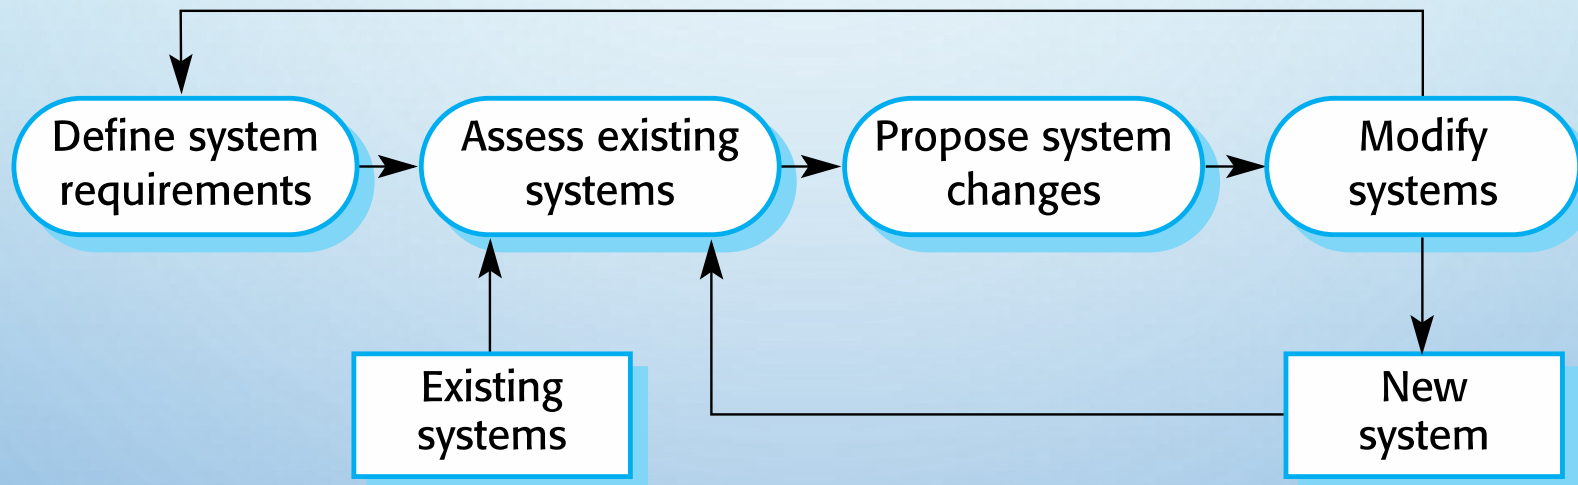 Define system
requirements
Assess existing
systems
Propose system
changes
Modify
systems
Existing
systems
New
system